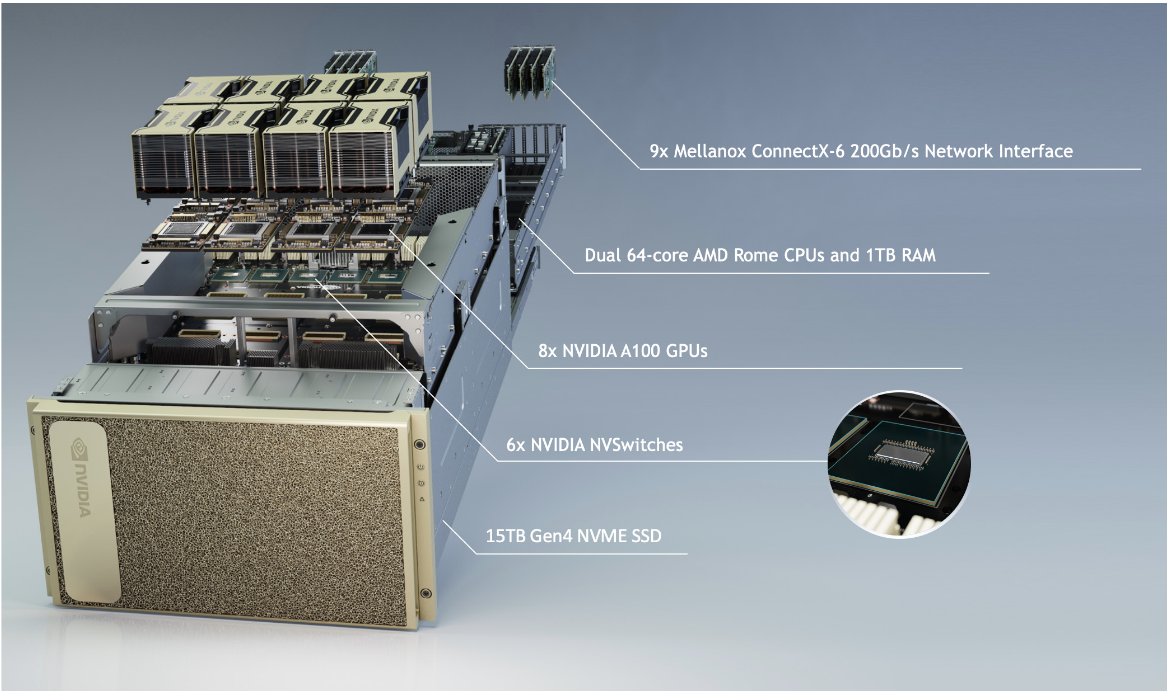 9x Mellanox ConnectX-6 200Gb/s Network Interface
Dual 64-core AMD Rome CPUs and 1TB RAM
8x NVIDIA A100 GPUs
6x NVIDIA NVSwitches
15TB Gen4 NVME SSD
NVIDIA